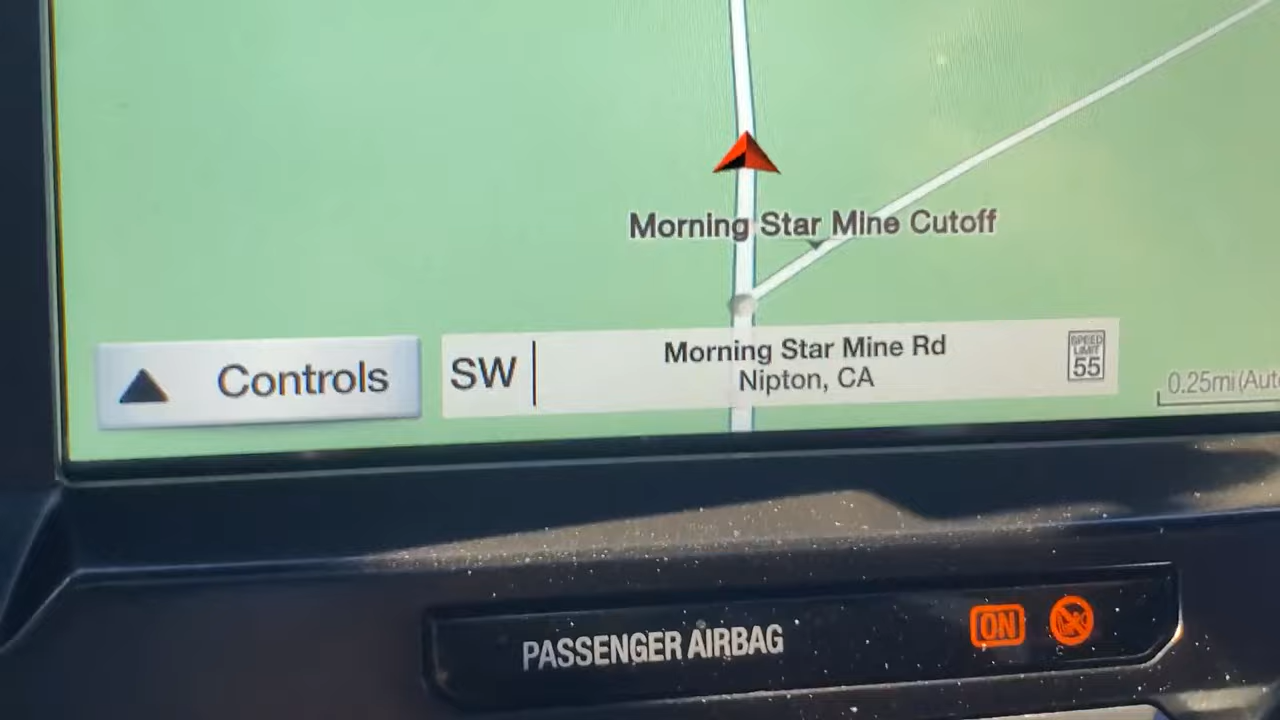 Morning Star Mine Cutoff
Controls
SW
Morning Star Mine Rd
Nipton, CA
SPEED
LIMIT
55
0.25mi(Auto
PASSENGER AIRBAG
ON